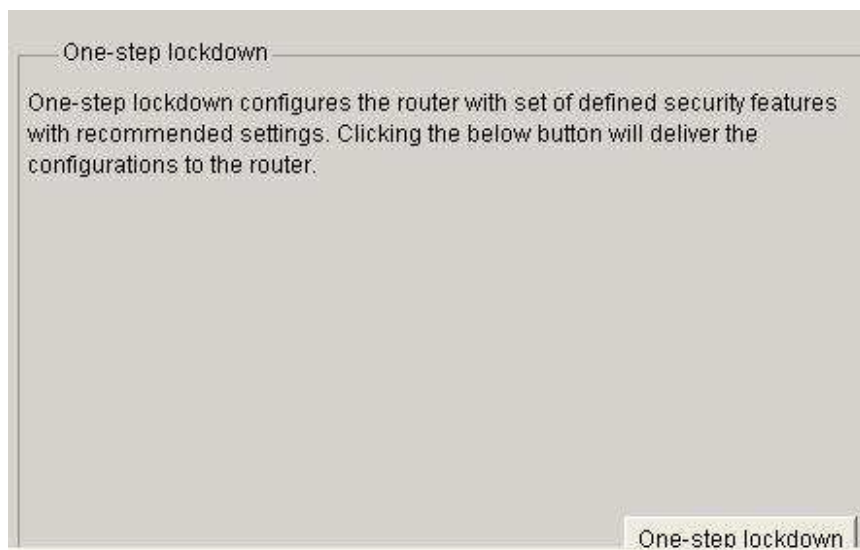 One-step lockdown
One-step lockdown configures the router with set of defined security features
with recommended settings. Clicking the below button will deliver the
configurations to the router.
One-step lockdown